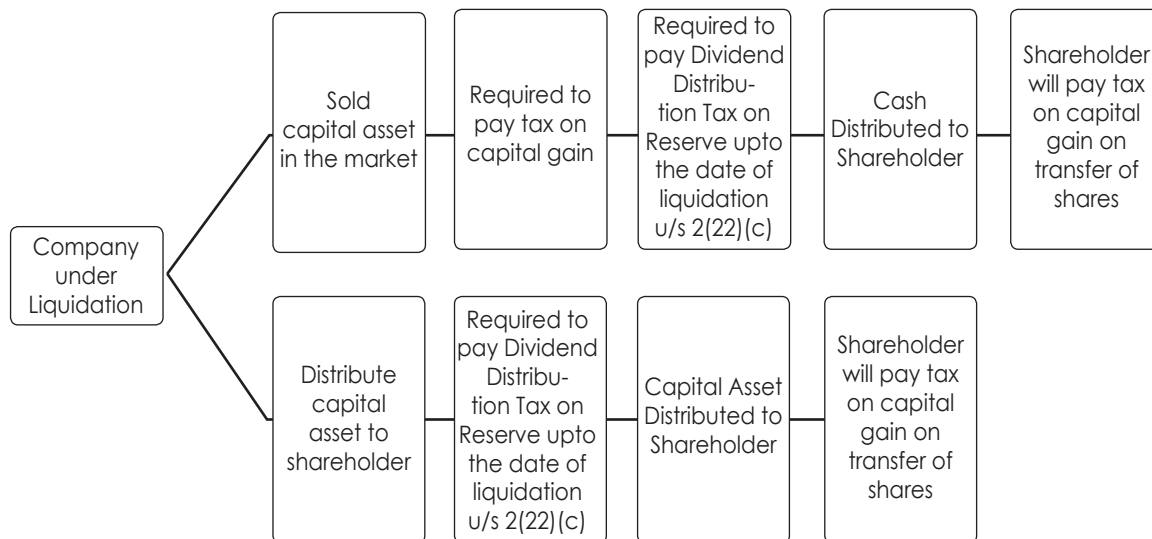 Company
under
Liquidation
Sold
capital asset
in the market
Required to
pay tax on
capital gain
Required to
pay Dividend
Distribu-
tion Tax on
Reserve upto
the date of
liquidation
u/s 2(22)(c)
Cash
Distributed to
Shareholder
Shareholder
will pay tax
on capital
gain on
transfer of
shares
Distribute
capital
asset to
shareholder
Required to
pay Dividend
Distribu-
tion Tax on
Reserve upto
the date of
liquidation
u/s 2(22)(c)
Capital Asset
Distributed to
Shareholder
Shareholder
will pay tax
on capital
gain on
transfer of
shares